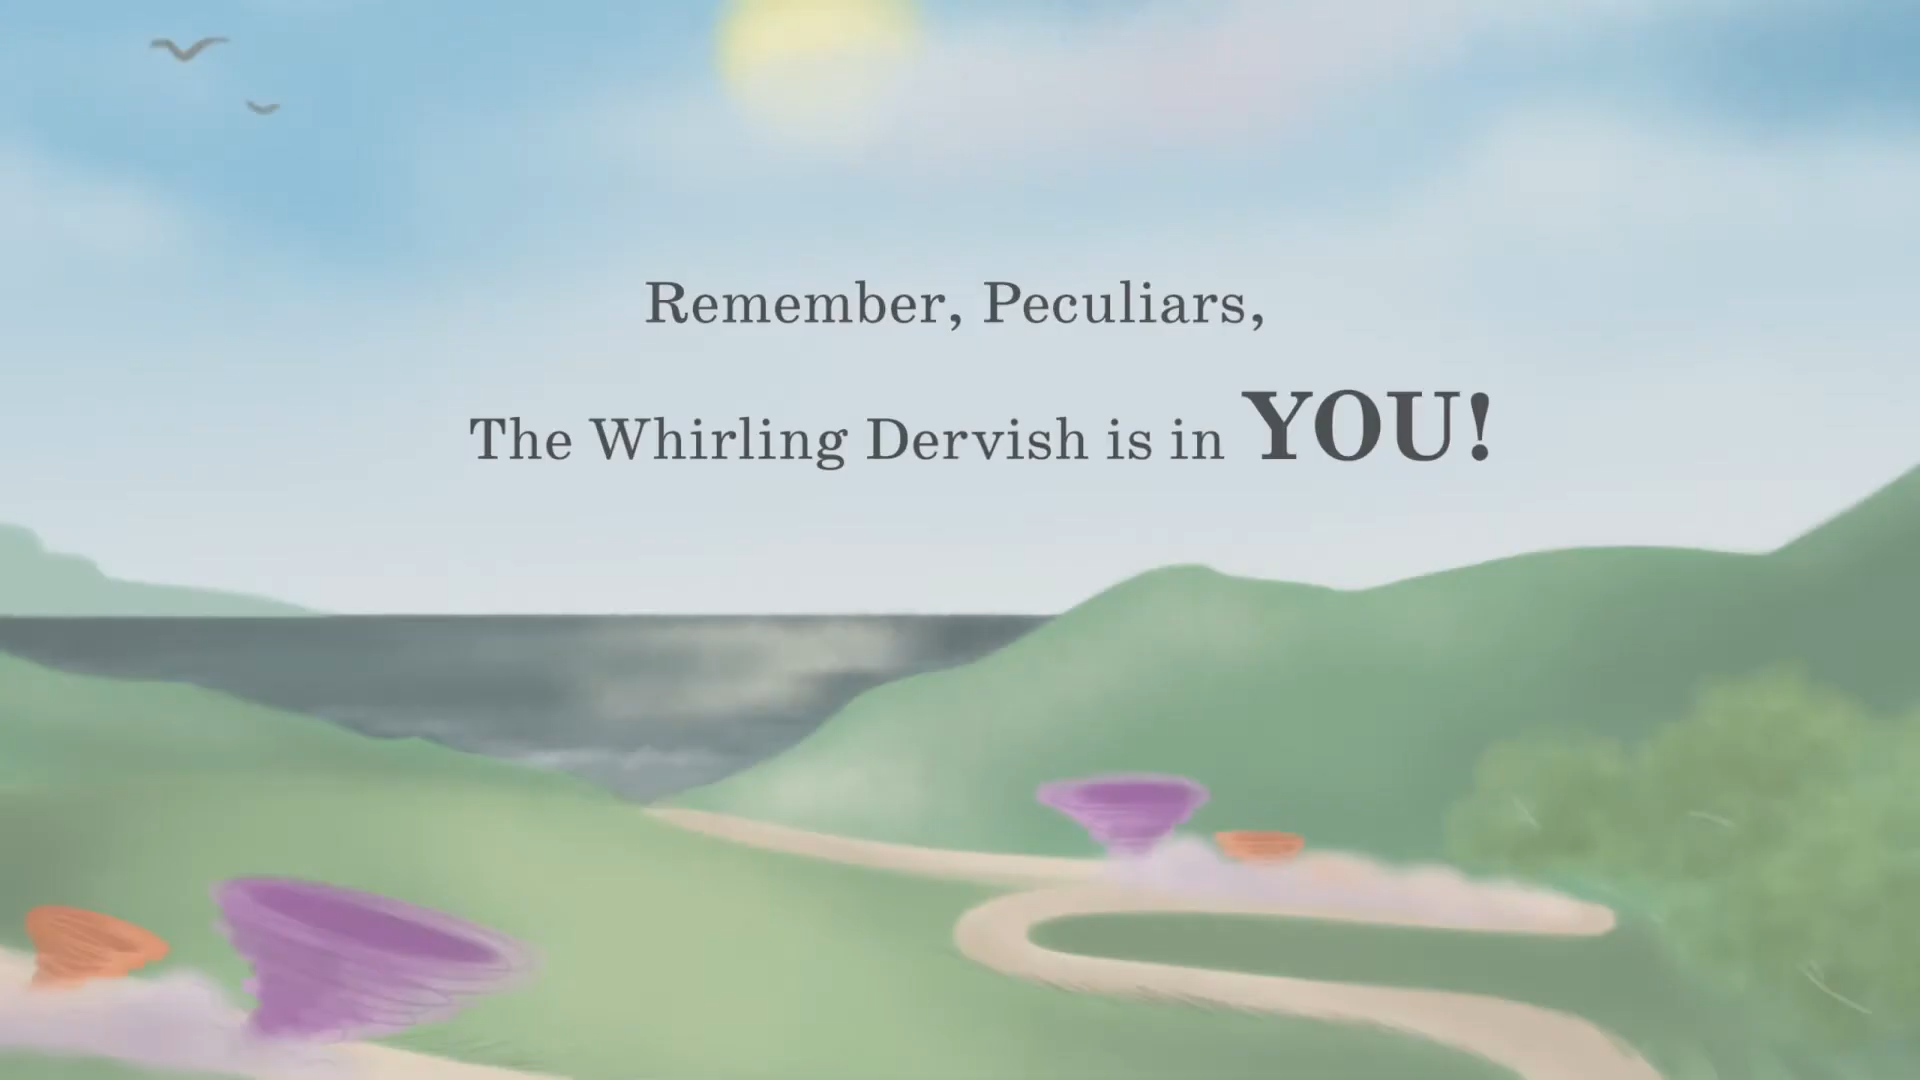 Remember, Peculiars,
The Whirling Dervish is in YOU!